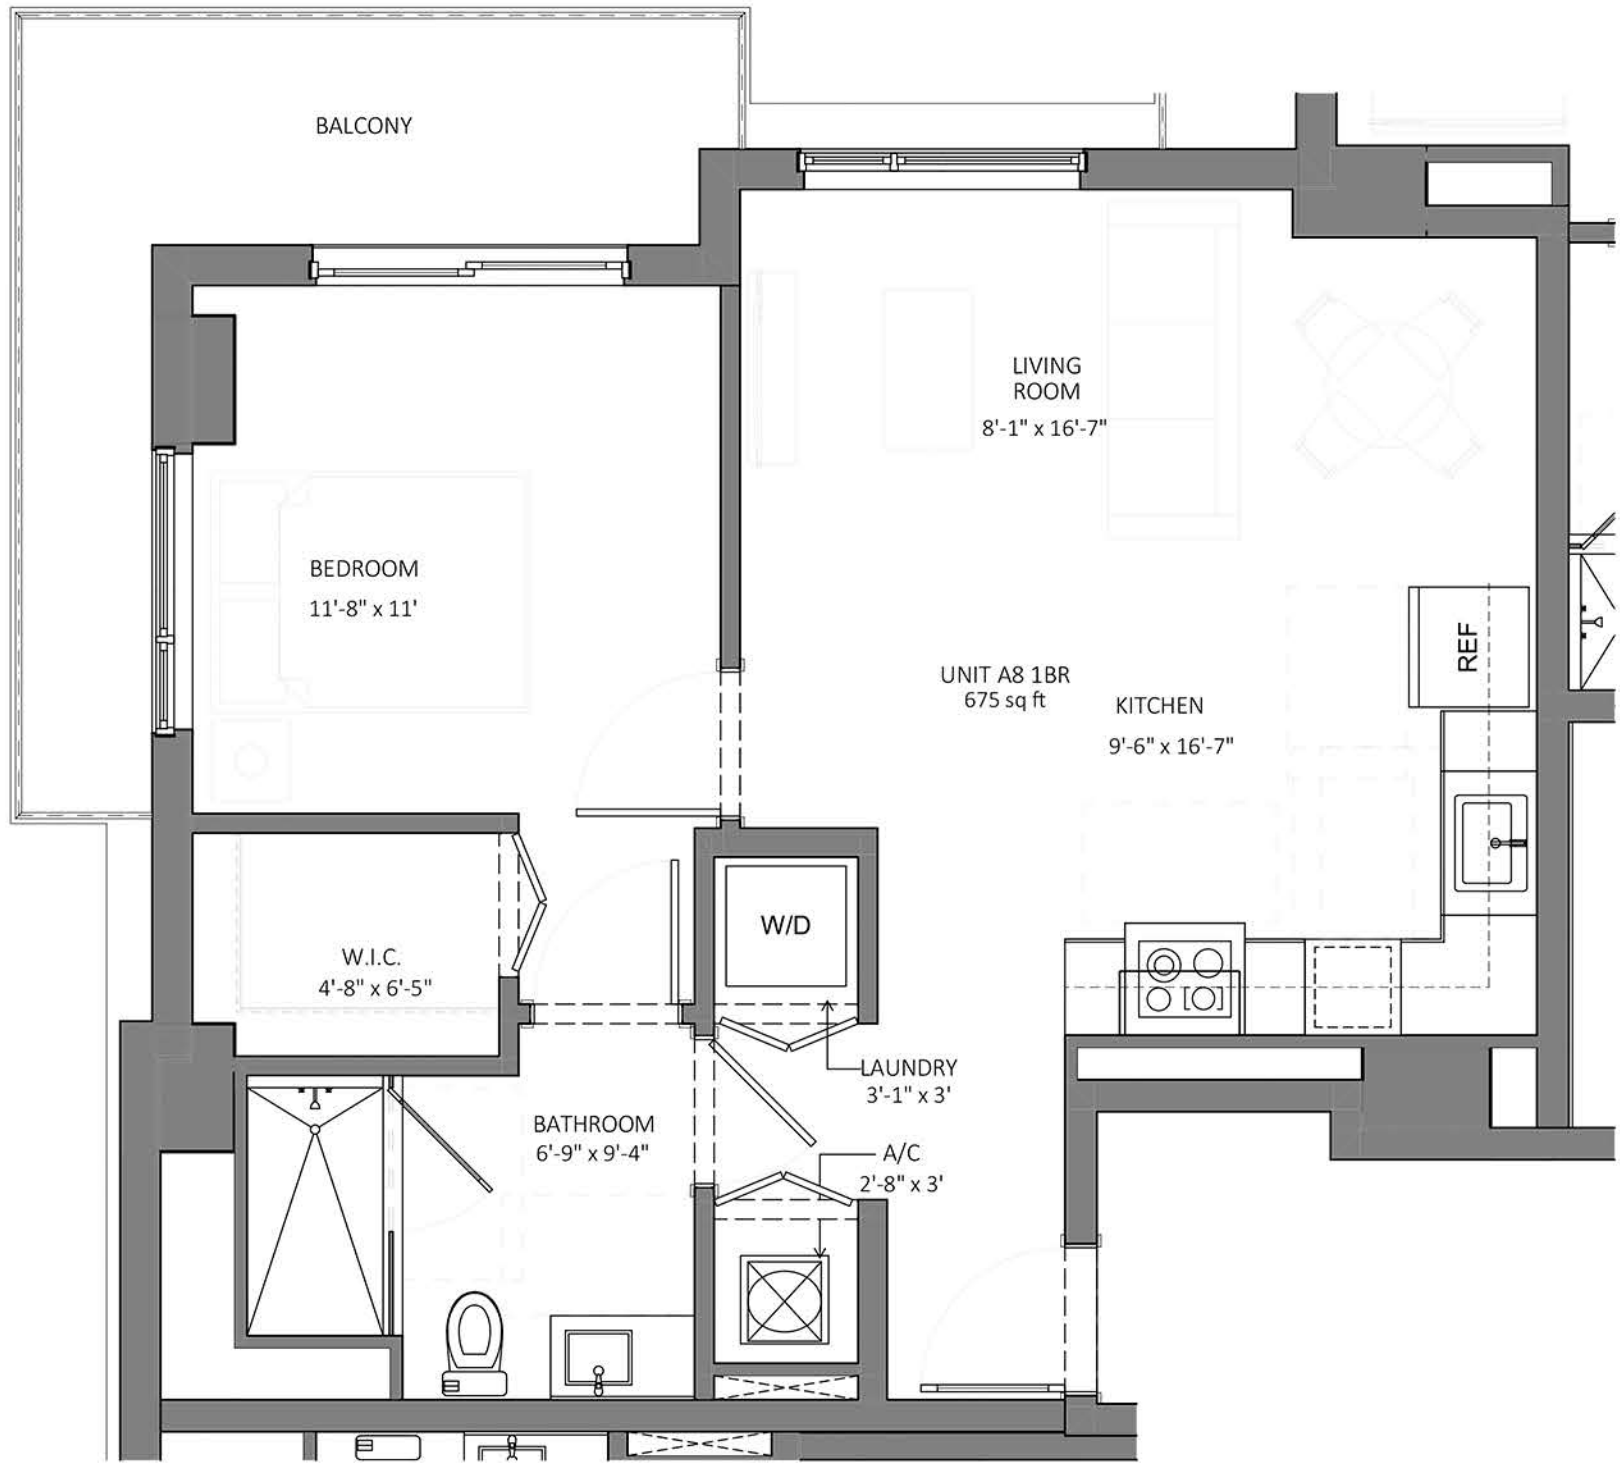 BALCONY
LIVING
ROOM
8'-1" x 16'-7"
BEDROOM
11'-8" x 11'
REF
UNIT A8 1BR
675 sq ft
KITCHEN
9'-6" x 16'-7"
W/D
W.I.C.
4'-8" x 6'-5"
LAUNDRY
3'-1" x 3'
BATHROOM
6'-9" x 9'-4"
A/C
2'-8" x 3'